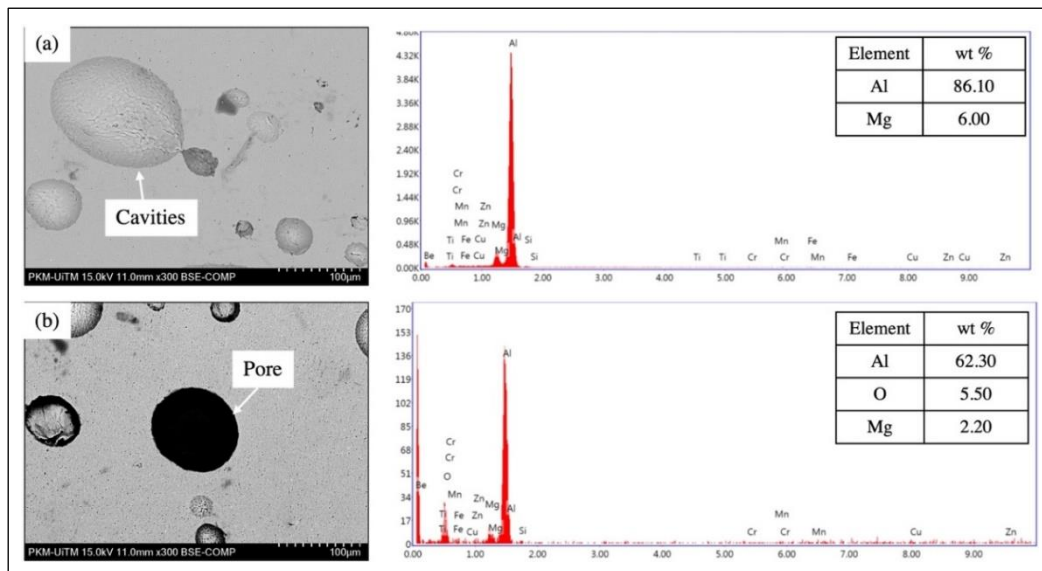 (a)
Cavities
PKM-UiTM 15.0kV 11.0mm x300 BSE-COMP 100µm
4.80K
4.32K
3.84K
3.36K
2.88K
2.40K
1.92K
1.44K
0.96K
0.48K
0.00K
Al
Cr
Cr
Mn Zn
Mn Zn Mg
Ti Fe Cu Al Si
Be Ti Fe Cu Mg Si
Mn Fe
Ti Ti Cr Cr Mn Fe Cu Zn Cu Zn
0.00 1.00 2.00 3.00 4.00 5.00 6.00 7.00 8.00 9.00
Element wt %
Al 86.10
Mg 6.00
(b)
Pore
PKM-UiTM 15.0kV 11.0mm x300 BSE-COMP 100µm
170
153
136
119
102
85
68
51
34
17
0
Al
Cr
Cr
O
Be Mn Zn Mg
Ti Fe Zn Al
Ti Fe Cu Mg Si
Mn
Cr Cr Mn Cu Zn
0.00 1.00 2.00 3.00 4.00 5.00 6.00 7.00 8.00 9.00
Element wt %
Al 62.30
O 5.50
Mg 2.20